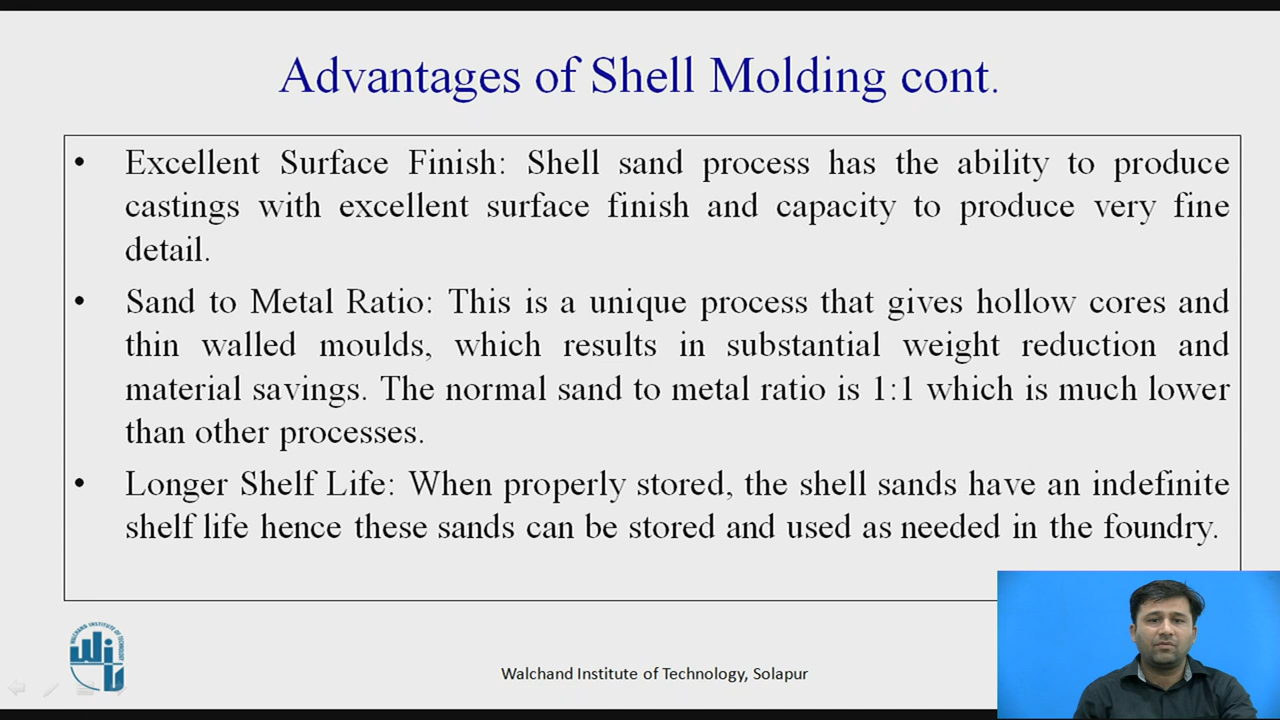 Advantages of Shell Molding cont.
• Excellent Surface Finish: Shell sand process has the ability to produce
castings with excellent surface finish and capacity to produce very fine
detail.
• Sand to Metal Ratio: This is a unique process that gives hollow cores and
thin walled moulds, which results in substantial weight reduction and
material savings. The normal sand to metal ratio is 1:1 which is much lower
than other processes.
• Longer Shelf Life: When properly stored, the shell sands have an indefinite
shelf life hence these sands can be stored and used as needed in the foundry.
WALCHAND INSTITUTE OF TECHNOLOGY
Walchand Institute of Technology, Solapur